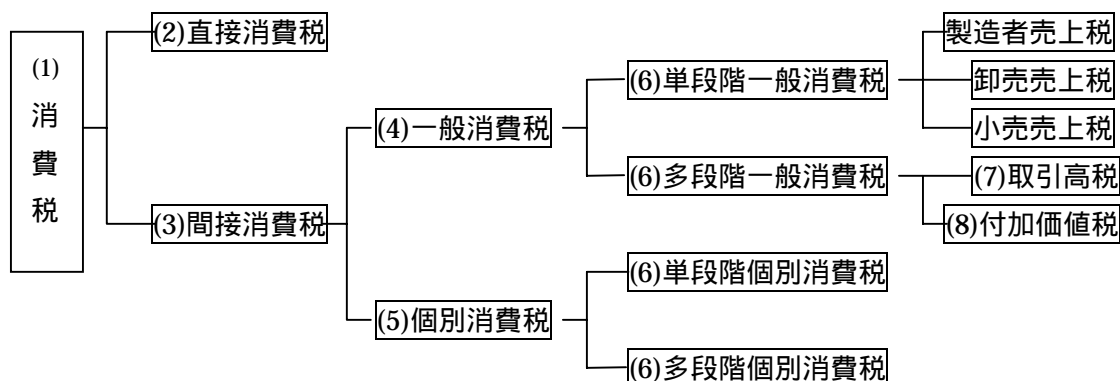 (1)
消
費
税
(2)直接消費税
(3)間接消費税
(4)一般消費税
(5)個別消費税
(6)単段階一般消費税
(6)多段階一般消費税
(6)単段階個別消費税
(6)多段階個別消費税
製造者売上税
卸売売上税
小売売上税
(7)取引高税
(8)付加価値税